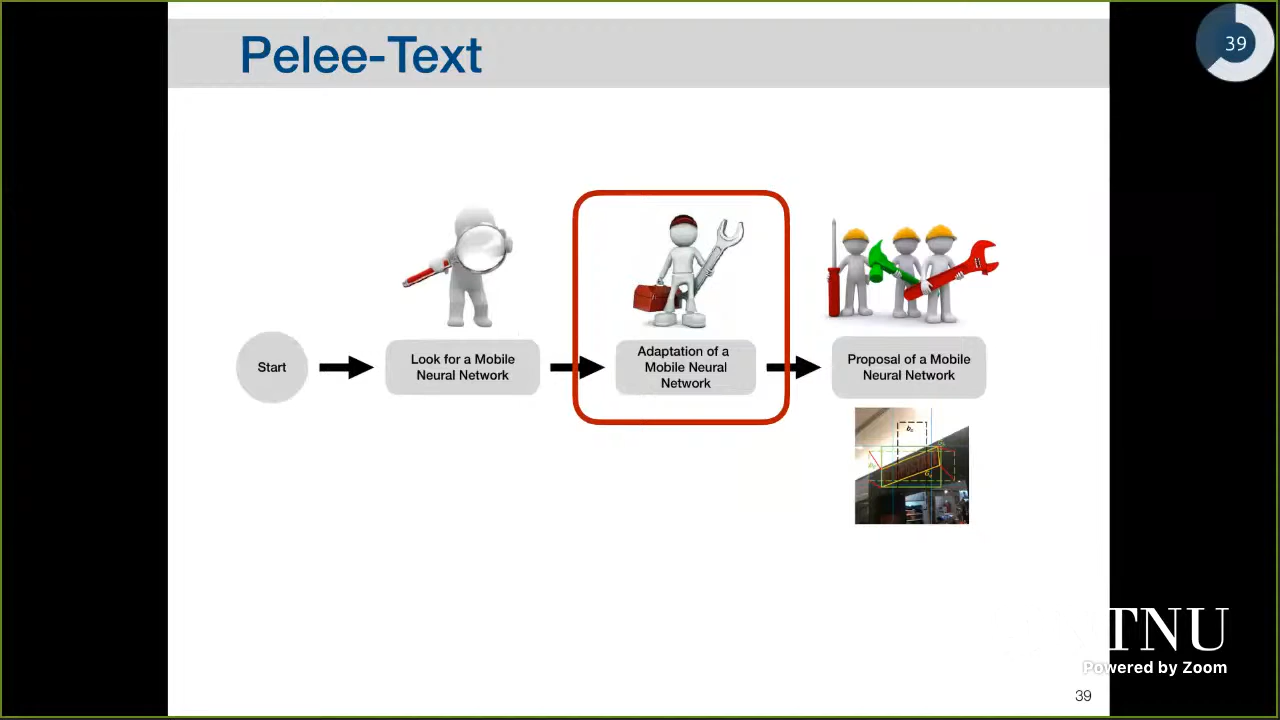 Pelee-Text
39
Start
Look for a Mobile
Neural Network
Adaptation of a
Mobile Neural
Network
Proposal of a Mobile
Neural Network
TNU
Powered by Zoom
39